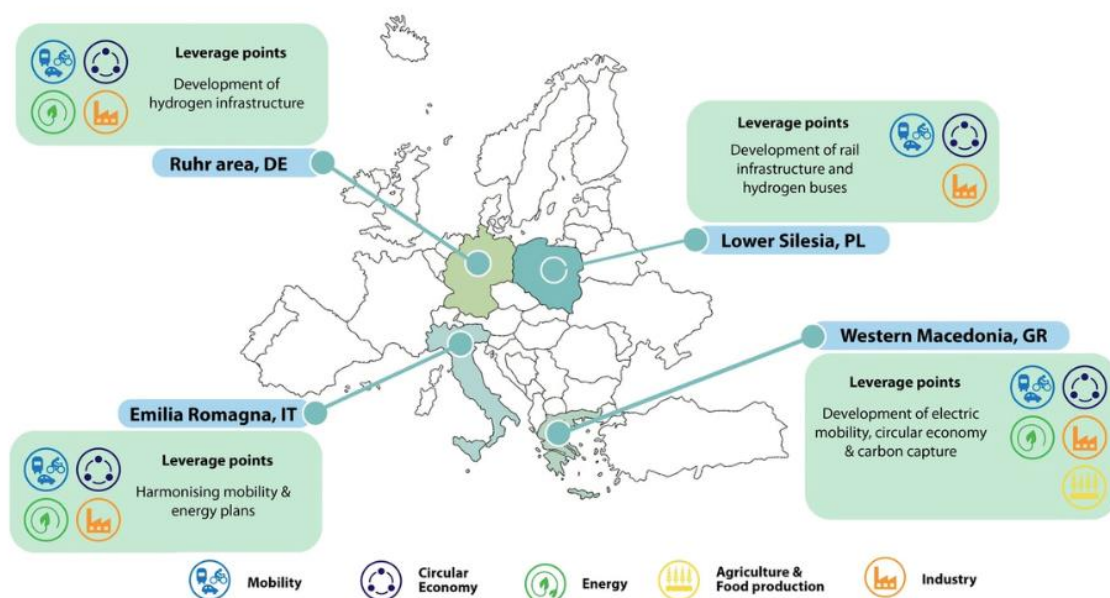 Leverage points
Development of
hydrogen infrastructure
Ruhr area, DE
Leverage points
Development of rail
infrastructure and
hydrogen buses
Lower Silesia, PL
Western Macedonia, GR
Leverage points
Development of electric
mobility, circular economy
& carbon capture
Emilia Romagna, IT
Leverage points
Harmonising mobility &
energy plans
Mobility
Circular
Economy
Energy
Agriculture &
Food production
Industry